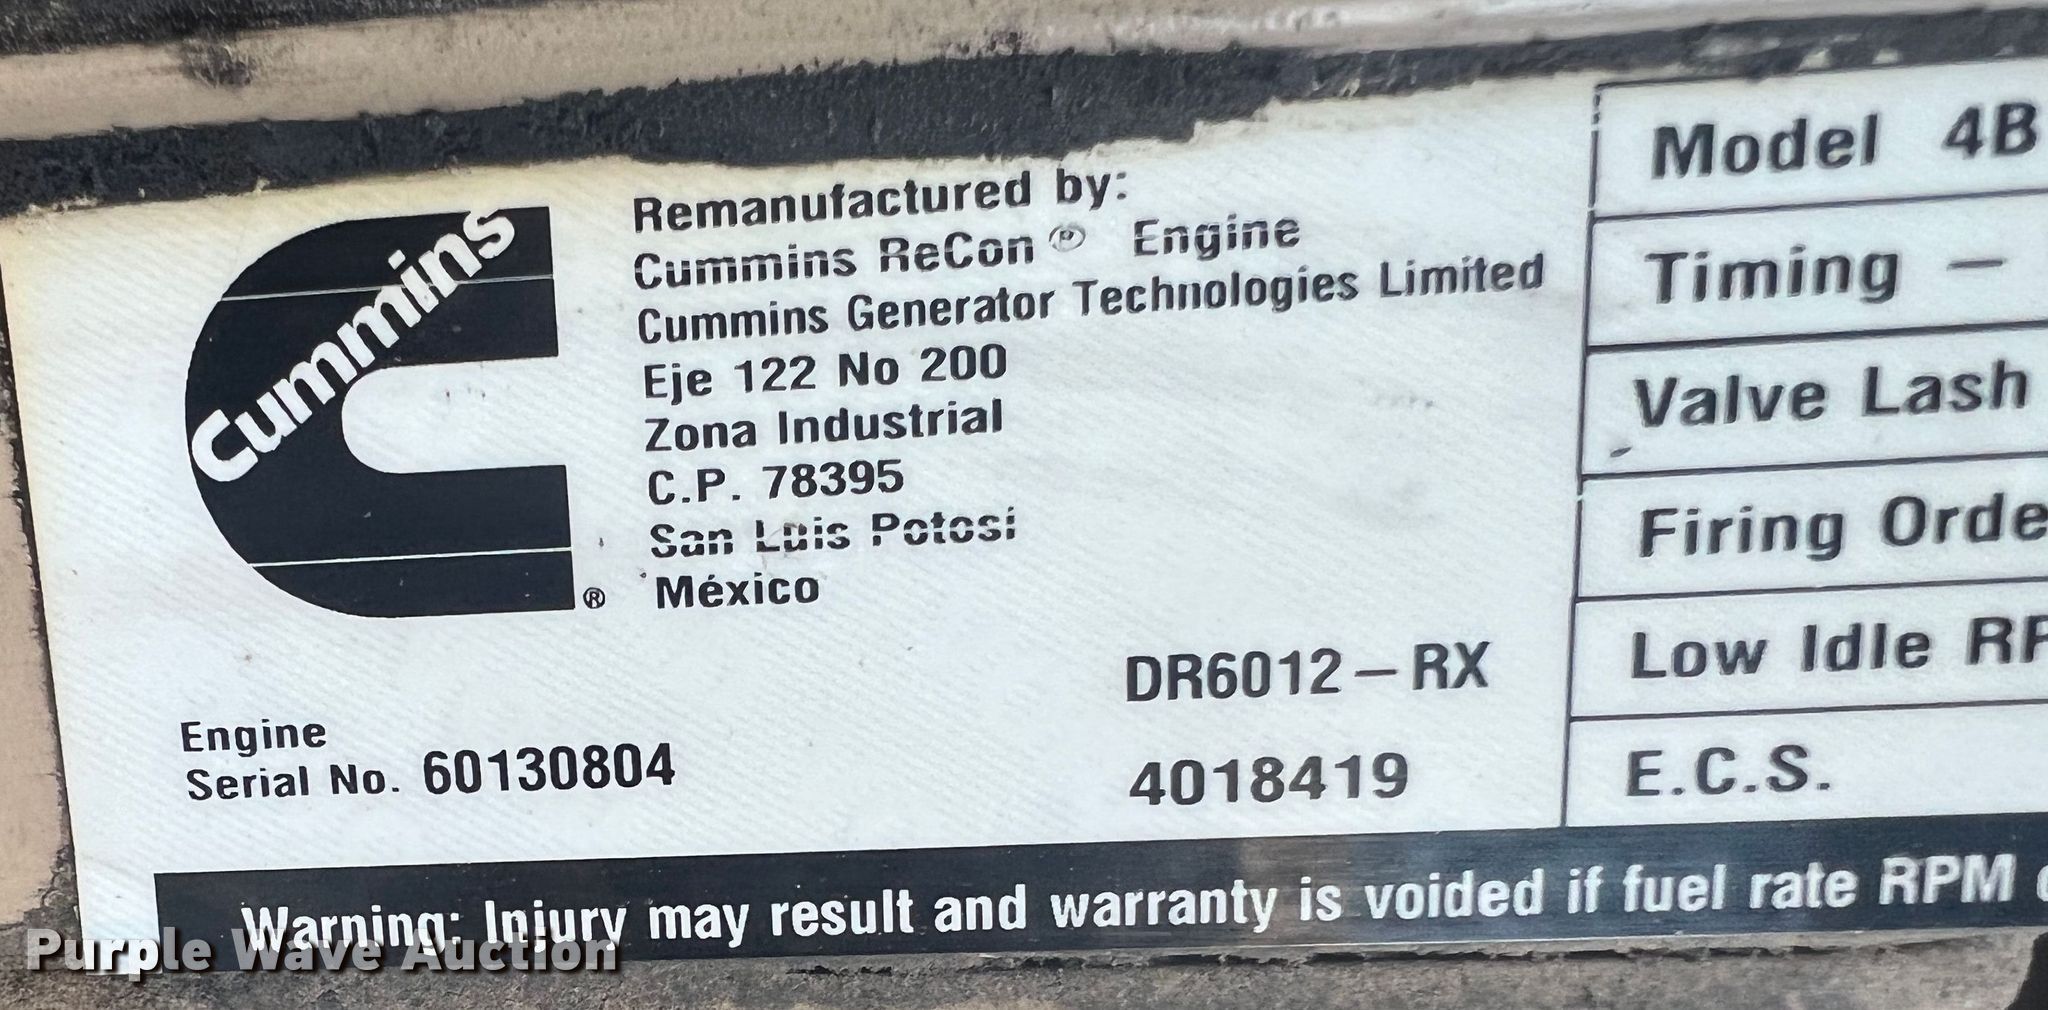 Cummins
®
Remanufactured by:
Cummins ReCon® Engine
Cummins Generator Technologies Limited
Eje 122 No 200
Zona Industrial
C.P. 78395
San Luis Potosí
México
Engine
Serial No. 60130804
DR6012-RX
4018419
Model 4B
Timing -
Valve Lash
Firing Orde
Low Idle RP
E.C.S.
Warning: Injury may result and warranty is voided if fuel rate RPM
Purple Wave Auction